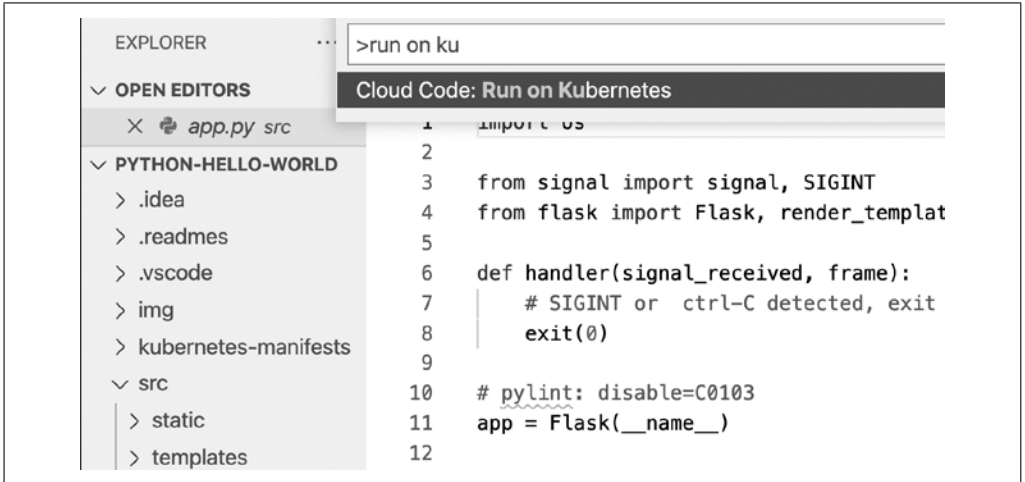 EXPLORER ...
>run on ku
OPEN EDITORS
Cloud Code: Run on Kubernetes
app.py src
PYTHON-HELLO-WORLD
.idea
.readmes
.vscode
img
kubernetes-manifests
src
static
templates
1 import os
2
3 from signal import signal, SIGINT
4 from flask import Flask, render_templat
5
6 def handler(signal_received, frame):
7 # SIGINT or ctrl-C detected, exit
8 exit(0)
9
10 # pylint: disable=C0103
11 app = Flask(__name__)
12